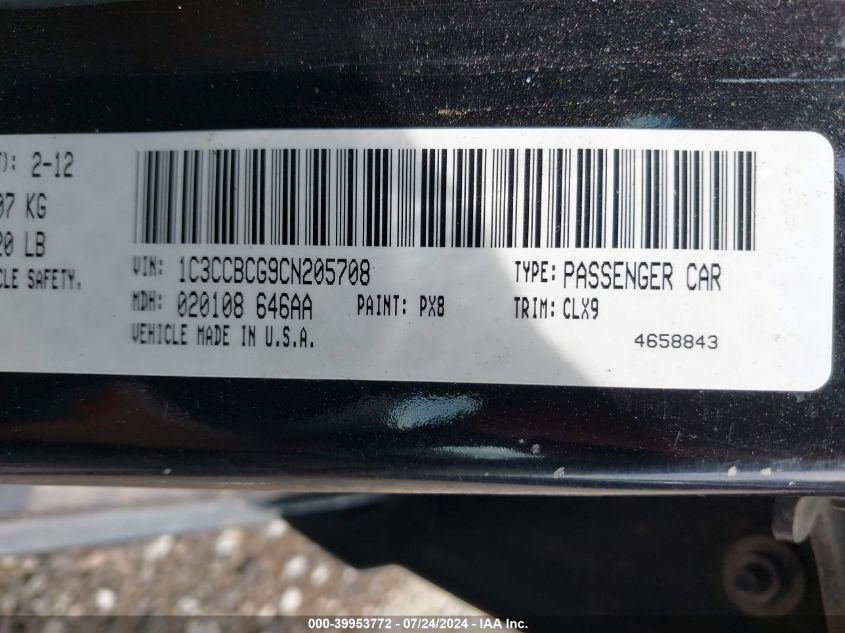 ): 2-12
07 KG
20 LB
CLE SAFETY.
VIN: 1C3CCBCG9CN205708 TYPE: PASSENGER CAR
MDH: 020108 646AA PAINT: PX8 TRIM: CLX9
VEHICLE MADE IN U.S.A. 4658843
000-39953772 - 07/24/2024 - IAA Inc.